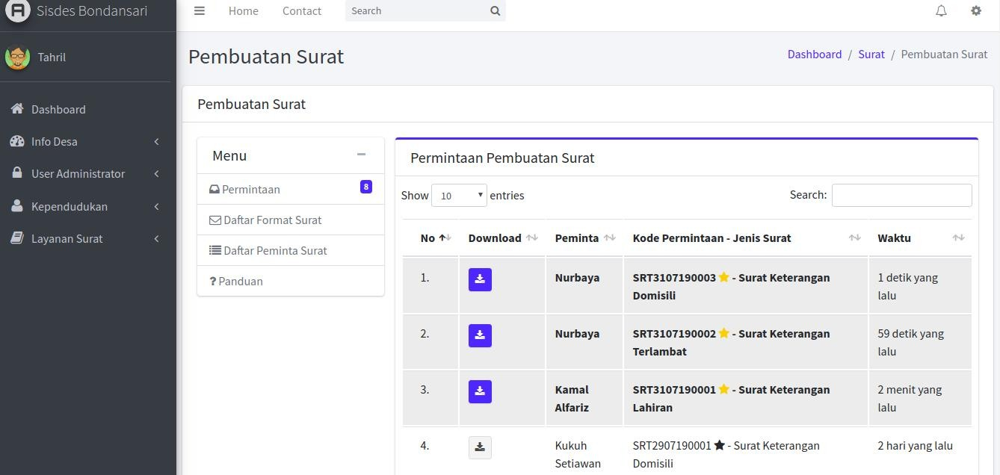 Sisdes Bondansari
Home
Contact
Search
Tahril
Dashboard
Info Desa
User Administrator
Kependudukan
Layanan Surat
Pembuatan Surat
Dashboard / Surat / Pembuatan Surat
Pembuatan Surat
Menu
Permintaan 8
Daftar Format Surat
Daftar Peminta Surat
? Panduan
Permintaan Pembuatan Surat
Show 10 entries
Search:
No Download Peminta Kode Permintaan - Jenis Surat Waktu
1. Nurbaya SRT3107190003 ★ - Surat Keterangan 1 detik yang
Domisili lalu
2. Nurbaya SRT3107190002 ★ - Surat Keterangan 59 detik yang
Terlambat lalu
3. Kamal SRT3107190001 ★ - Surat Keterangan 2 menit yang
Alfariz Lahiran lalu
4. Kukuh SRT2907190001 ★ - Surat Keterangan 2 hari yang lalu
Setiawan Domisili